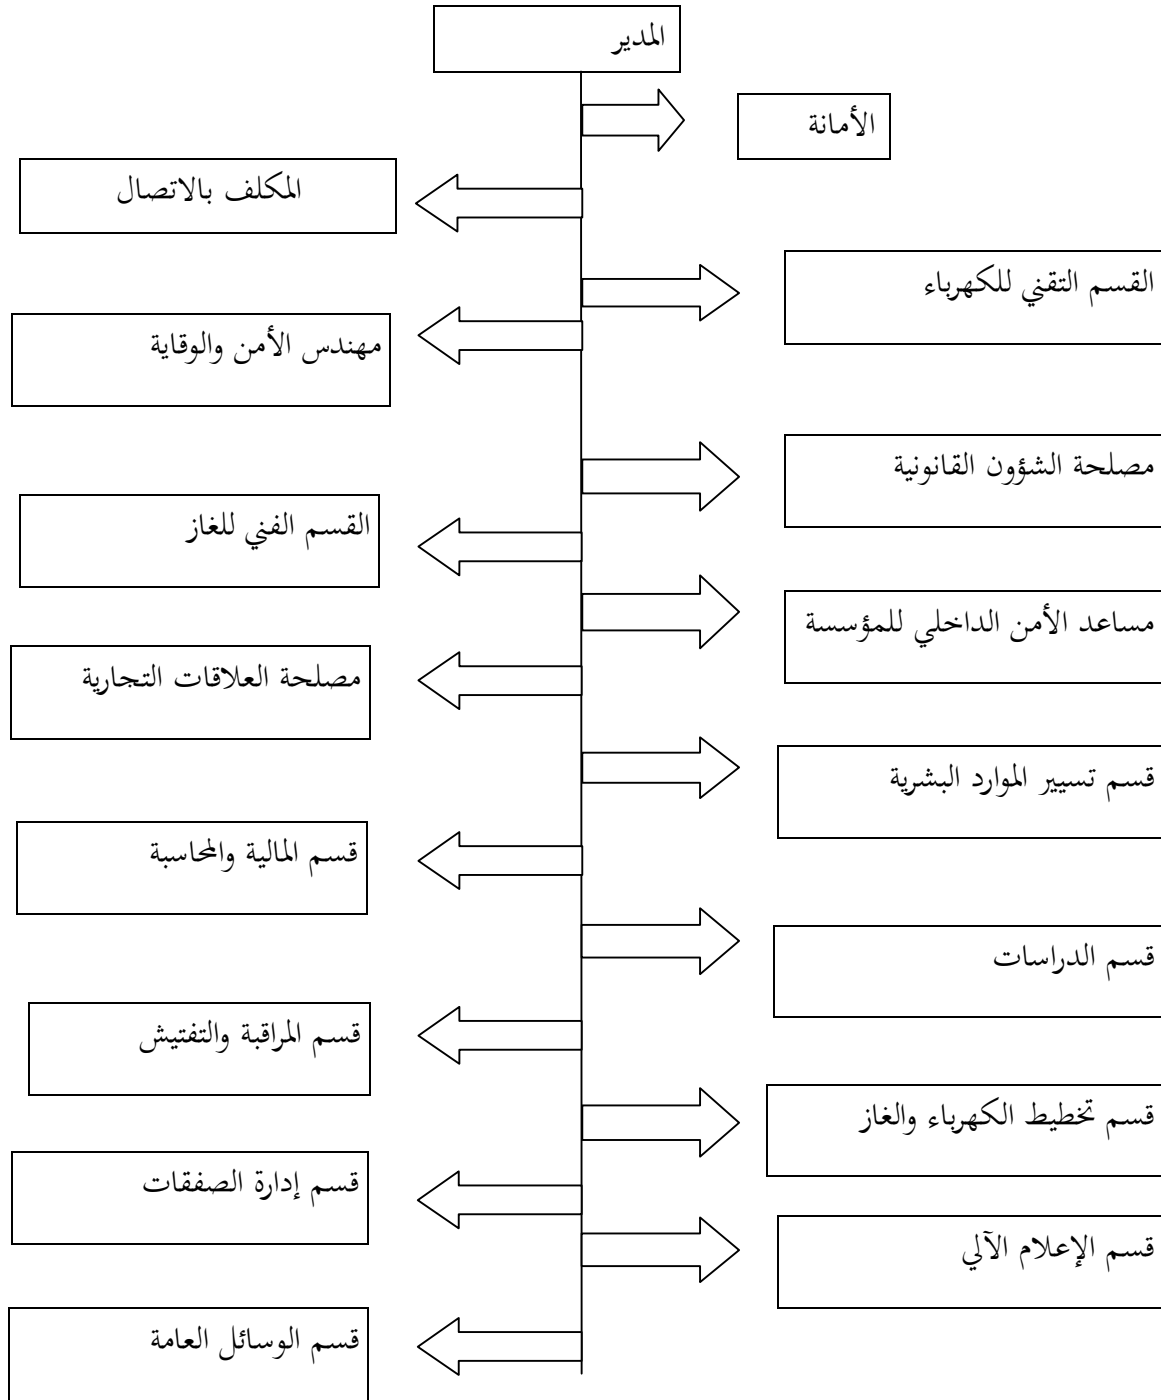 المدير
الأمانة
المكلف بالاتصال
القسم التقني للكهرباء
مهندس الأمن والوقاية
مصلحة الشؤون القانونية
القسم الفني للغاز
مساعد الأمن الداخلي للمؤسسة
مصلحة العلاقات التجارية
قسم تسيير الموارد البشرية
قسم المالية والمحاسبة
قسم الدراسات
قسم المراقبة والتفتيش
قسم تخطيط الكهرباء والغاز
قسم إدارة الصفقات
قسم الإعلام الآلي
قسم الوسائل العامة